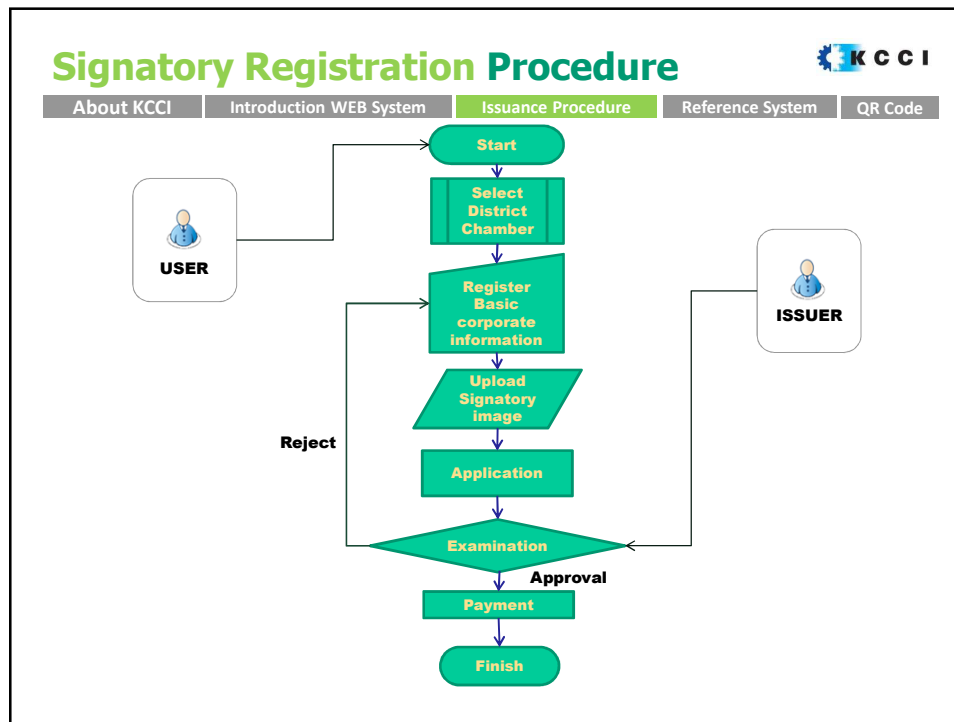 Signatory Registration Procedure
KCCI
About KCCI
Introduction WEB System
Issuance Procedure
Reference System
QR Code
Start
Select
District
Chamber
USER
Register
Basic
corporate
information
ISSUER
Upload
Signatory
image
Reject
Application
Examination
Approval
Payment
Finish